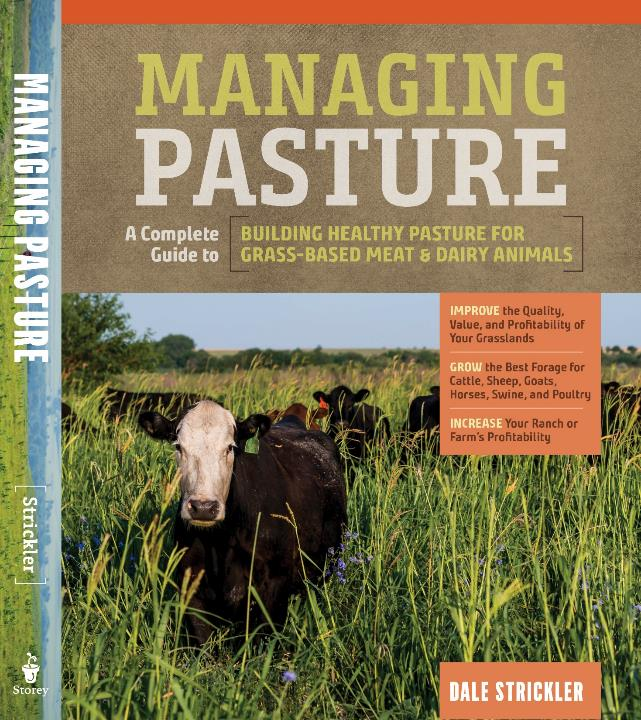 MANAGING
PASTURE
A Complete
Guide to
BUILDING HEALTHY PASTURE FOR
GRASS-BASED MEAT & DAIRY ANIMALS
IMPROVE the Quality,
Value, and Profitability of
Your Grasslands
GROW the Best Forage for
Cattle, Sheep, Goats,
Horses, Swine, and Poultry
INCREASE Your Ranch or
Farm's Profitability
DALE STRICKLER
MANAGING PASTURE
Strickler
Storey